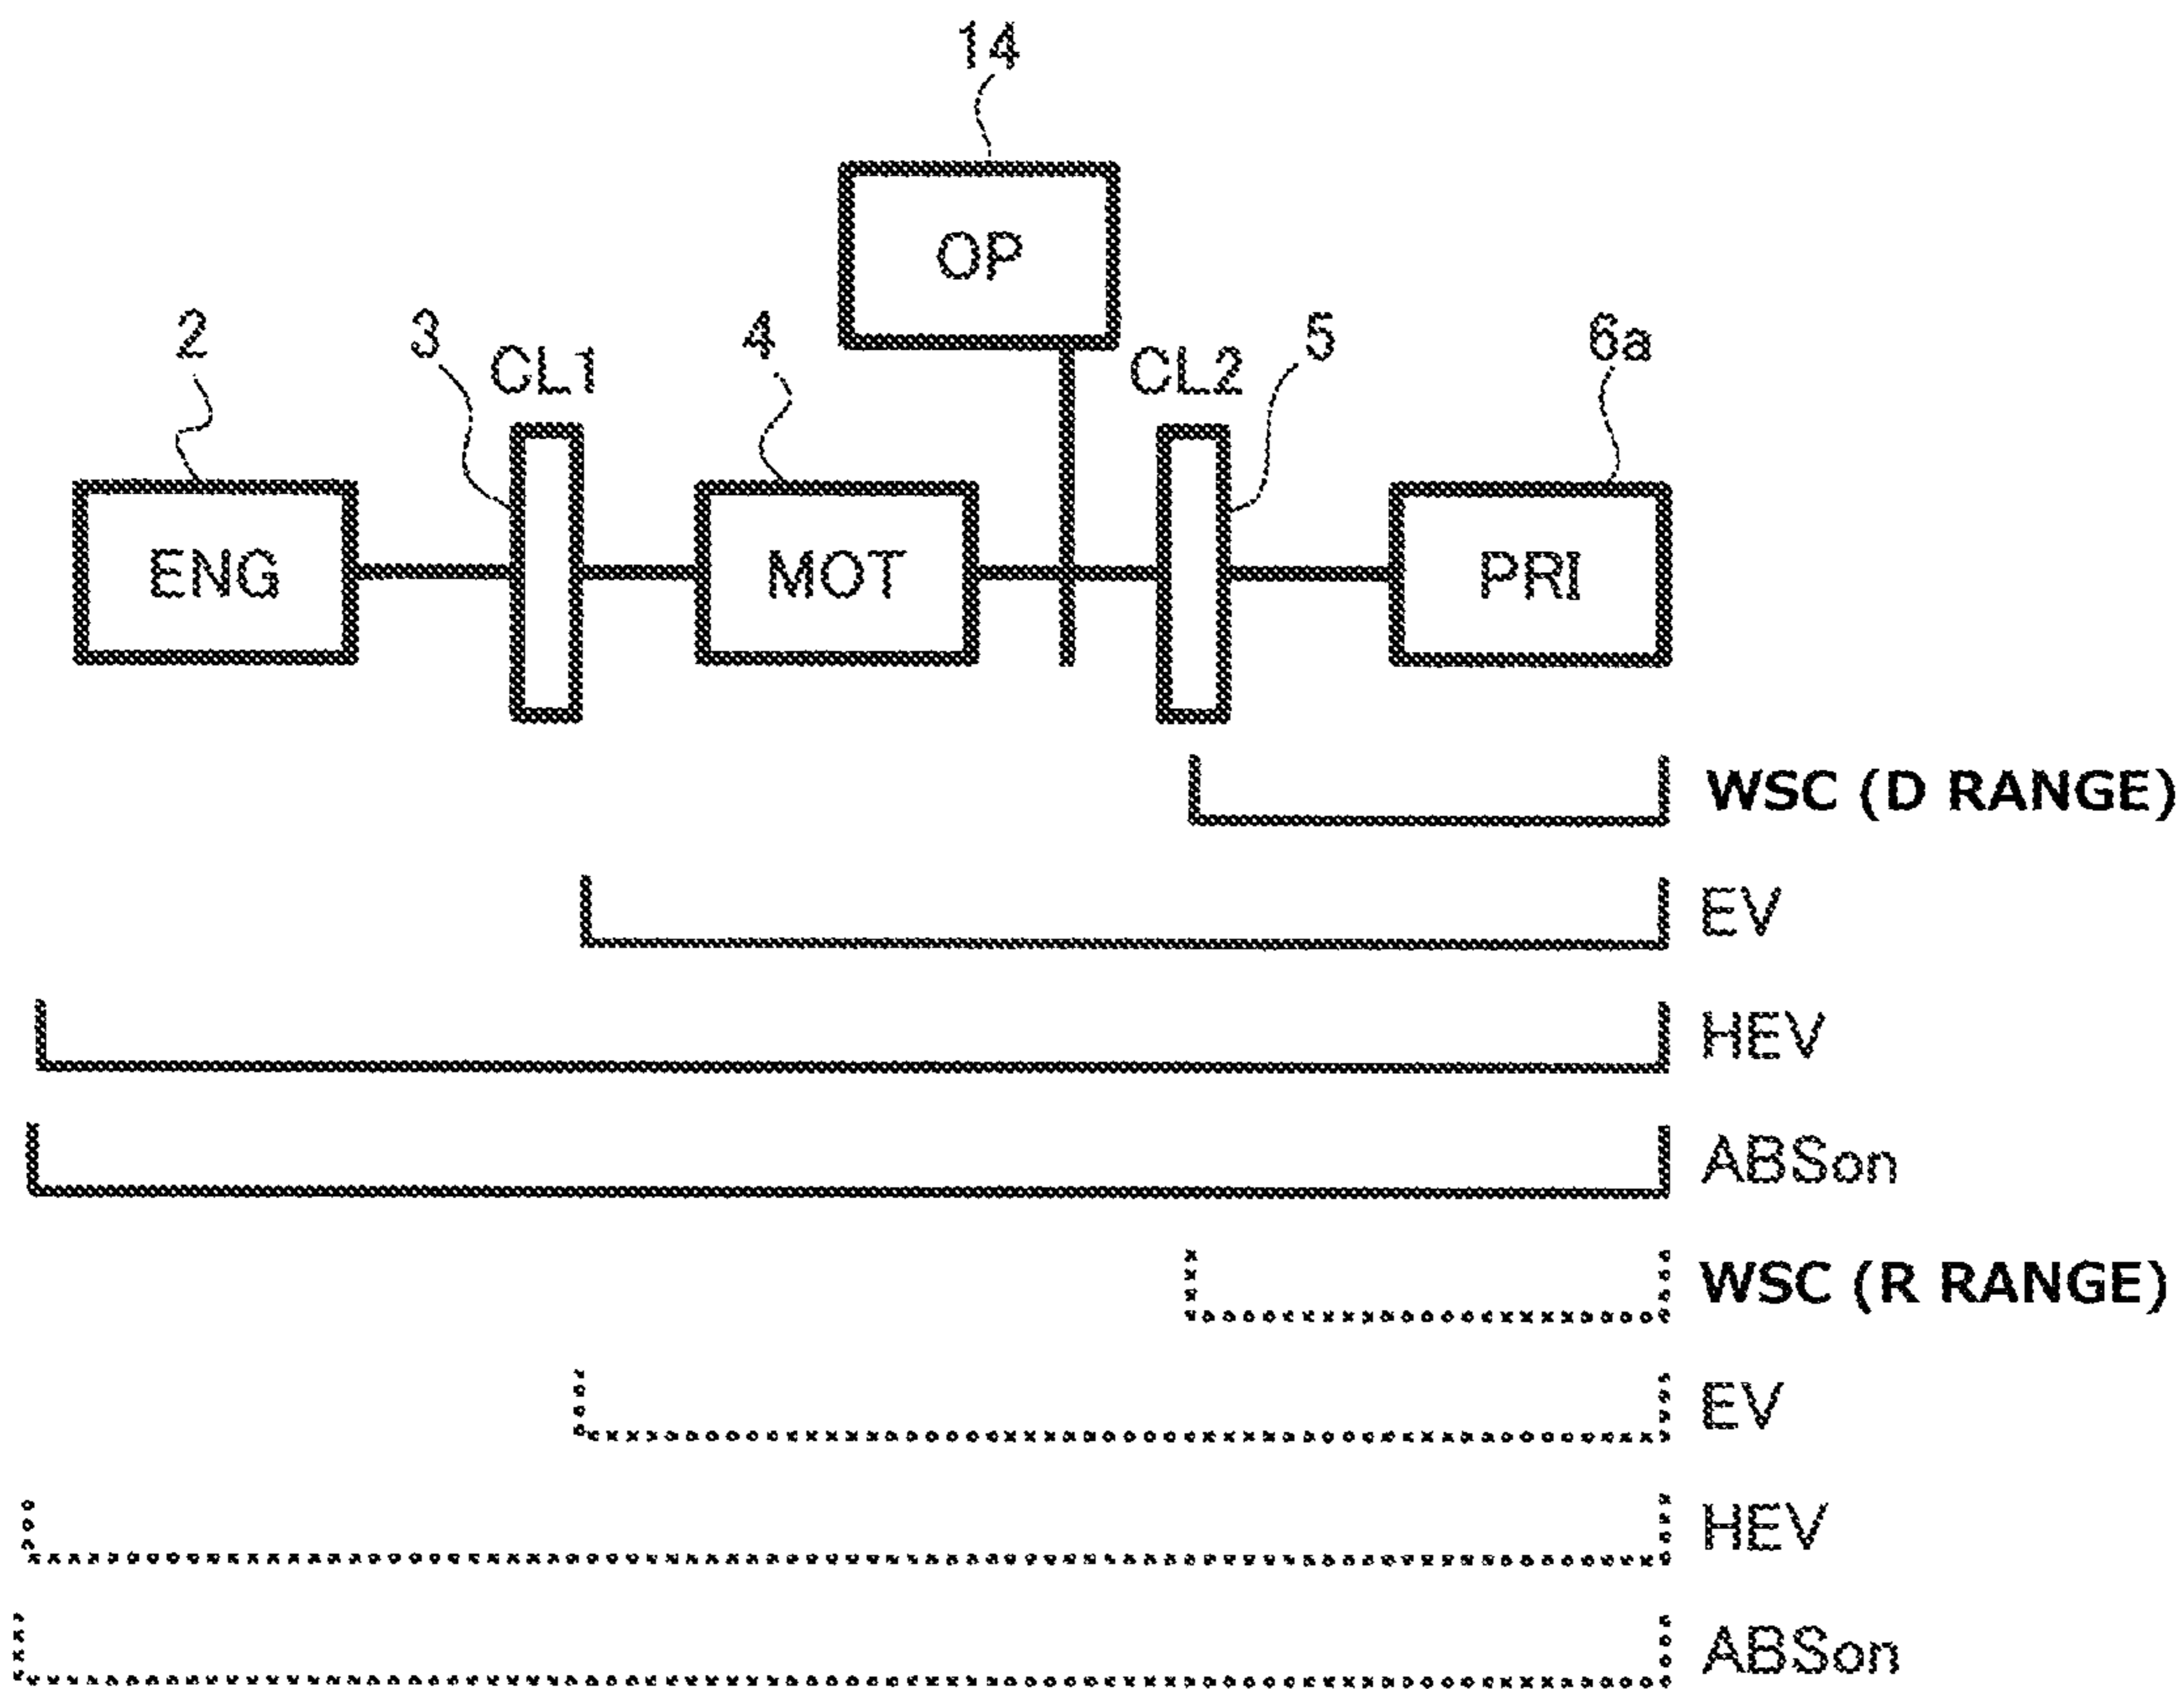 14
OP
2
3
CL1
4
CL2
5
6a
ENG
MOT
PRI
WSC (D RANGE)
EV
HEV
ABSon
WSC (R RANGE)
EV
HEV
ABSon